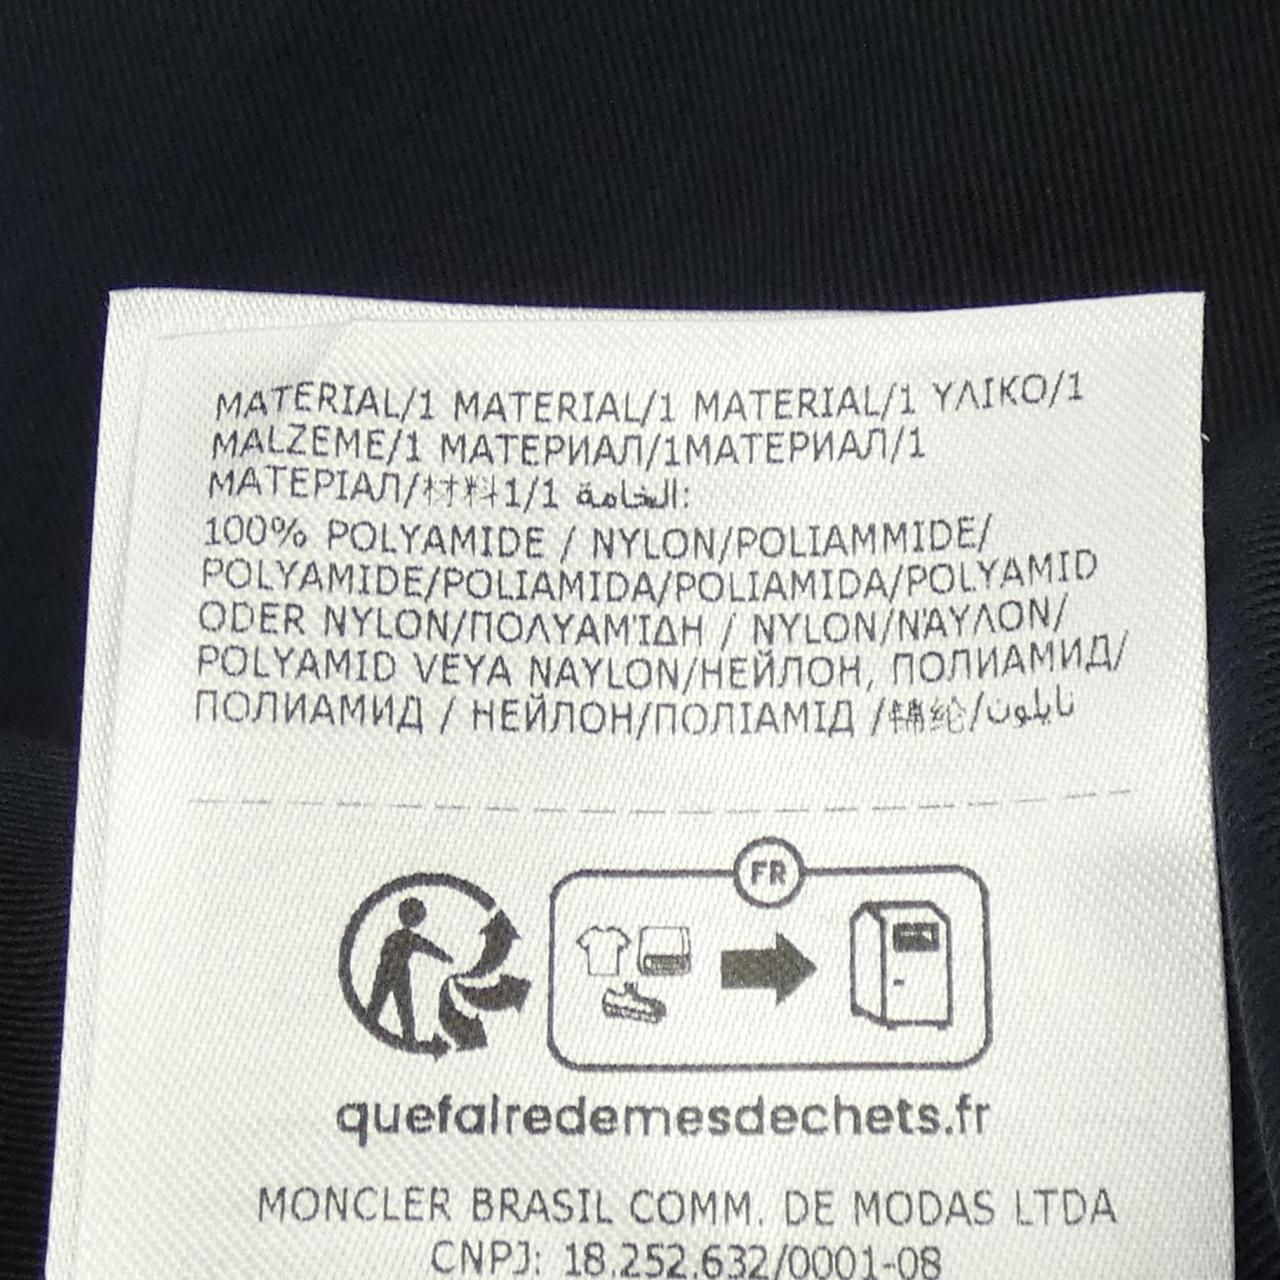 MATERIAL/1 MATERIAL/1 MATERIAL/1 ΥΛΙΚΟ/1
MALZEME/1 МАТЕРИАЛ/1МАТЕРИАЛ/1
МАТЕРІАЛ/材料1/1 الخامة:
100% POLYAMIDE / NYLON/POLIAMMIDE/
POLYAMIDE/POLIAMIDA/POLIAMIDA/POLYAMID
ODER NYLON/ΠΟΛΥΑΜΊΔΗ / NYLON/ΝΆΥΛΟΝ/
POLYAMID VEYA NAYLON/НЕЙЛОН, ПОЛИАМИД/
ПОЛИАМИД / НЕЙЛОН/ПОЛІАМІД /锦纶/نايلون
FR
quefairedemesdechets.fr
MONCLER BRASIL COMM. DE MODAS LTDA
CNPJ: 18.252.632/0001-08